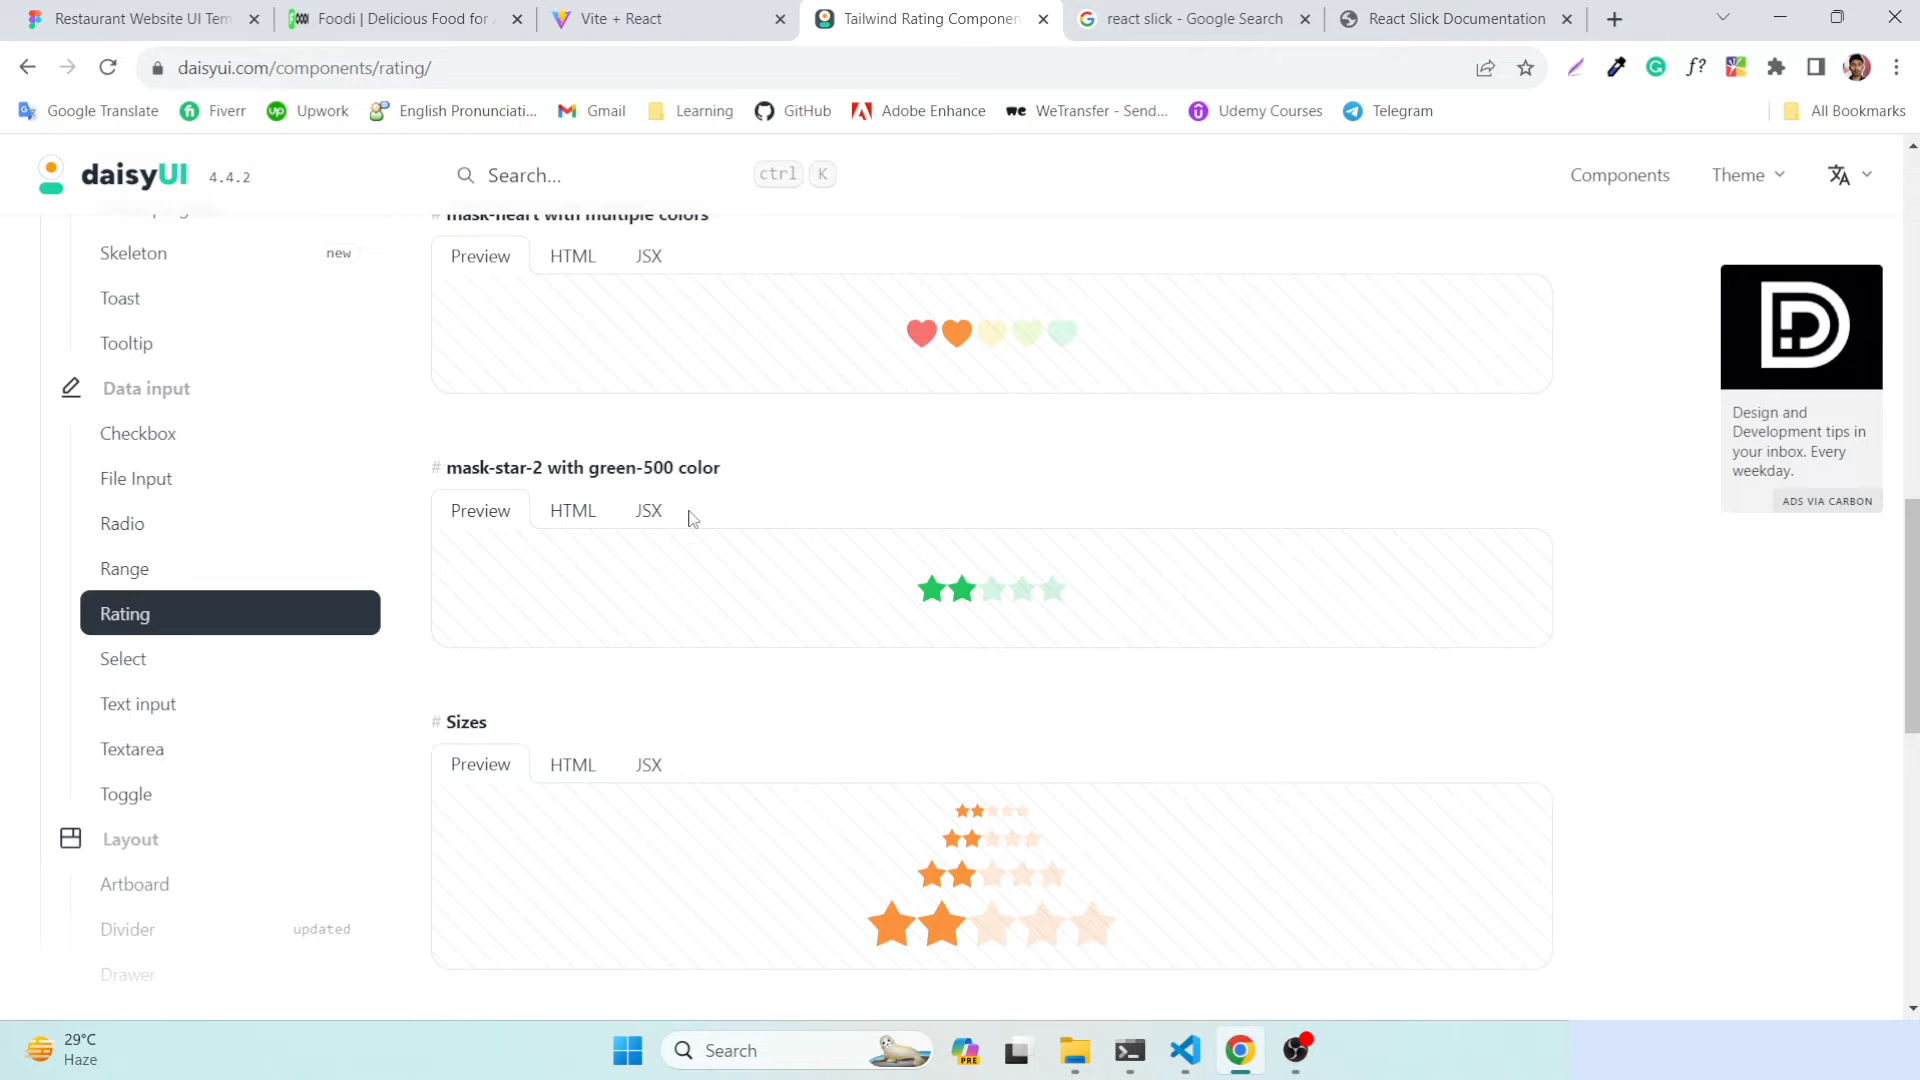 Restaurant Website UI Tem
Foodi | Delicious Food for
Vite + React
Tailwind Rating Componen
react slick - Google Search
React Slick Documentation
daisyui.com/components/rating/
f?
Google Translate
Fiverr
Upwork
English Pronunciati...
Gmail
Learning
GitHub
Adobe Enhance
WeTransfer - Send...
Udemy Courses
Telegram
All Bookmarks
daisyUI 4.4.2
Search...
ctrl K
Components
Theme
# mask-heart with multiple colors
Preview HTML JSX
Skeleton new
Toast
Tooltip
Data input
Checkbox
File Input
Radio
Range
Rating
Select
Text input
Textarea
Toggle
Layout
Artboard
Divider updated
Drawer
# mask-star-2 with green-500 color
Preview HTML JSX
# Sizes
Preview HTML JSX
Design and
Development tips in
your inbox. Every
weekday.
ADS VIA CARBON
29°C
Haze
Search
PRE